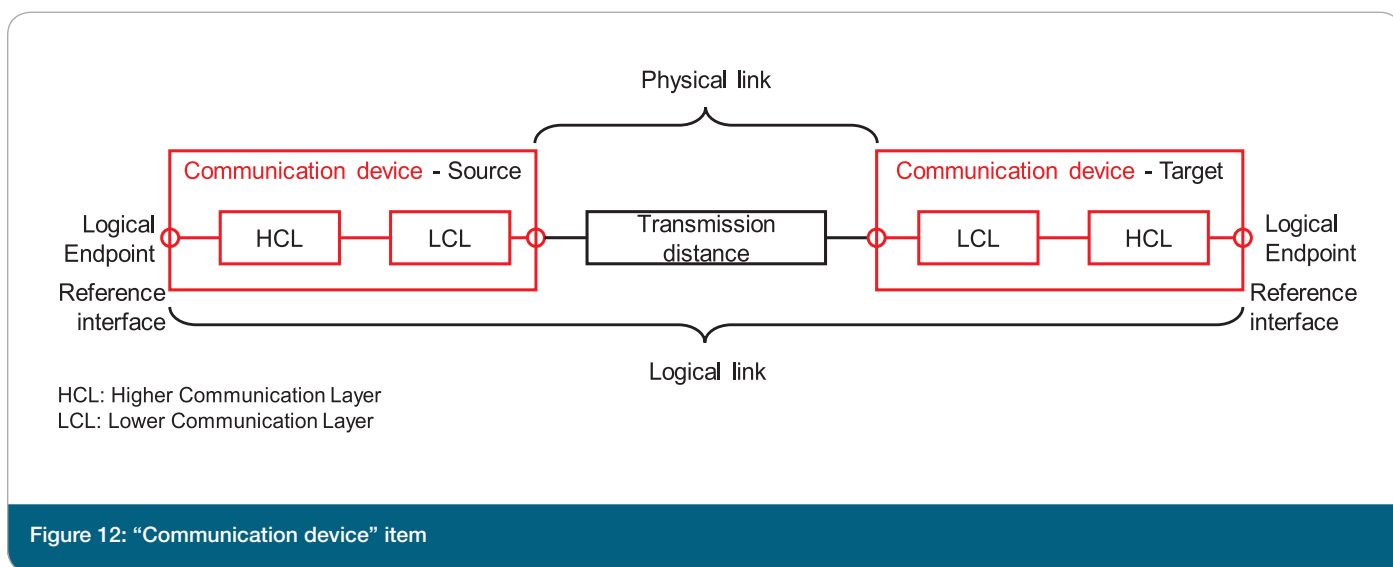 Physical link
Communication device - Source
Communication device - Target
Logical
Endpoint
HCL
LCL
Transmission
distance
LCL
HCL
Logical
Endpoint
Reference
interface
Reference
interface
Logical link
HCL: Higher Communication Layer
LCL: Lower Communication Layer
Figure 12: “Communication device” item